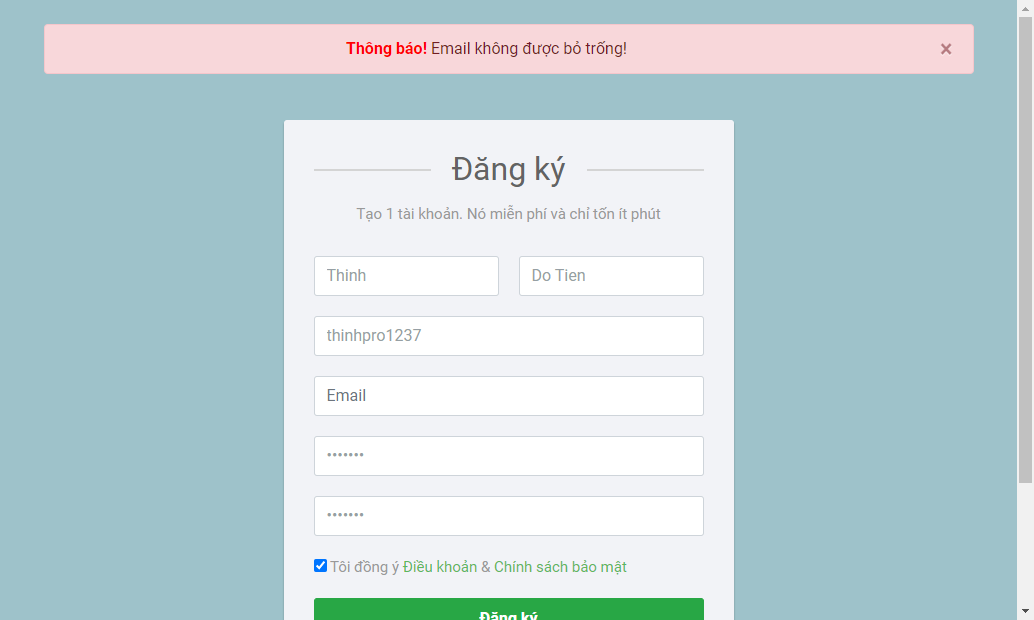 Thông báo! Email không được bỏ trống!
×
Đăng ký
Tạo 1 tài khoản. Nó miễn phí và chỉ tốn ít phút
Thinh
Do Tien
thinhpro1237
Email
•••••••
•••••••
Tôi đồng ý Điều khoản & Chính sách bảo mật
Đăng ký